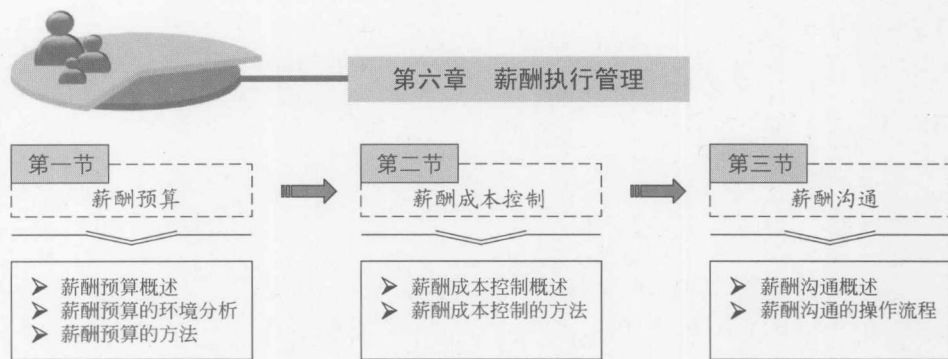 第六章 薪酬执行管理
第一节
薪酬预算
第二节
薪酬成本控制
第三节
薪酬沟通
➢ 薪酬预算概述
➢ 薪酬预算的环境分析
➢ 薪酬预算的方法
➢ 薪酬成本控制概述
➢ 薪酬成本控制的方法
➢ 薪酬沟通概述
➢ 薪酬沟通的操作流程